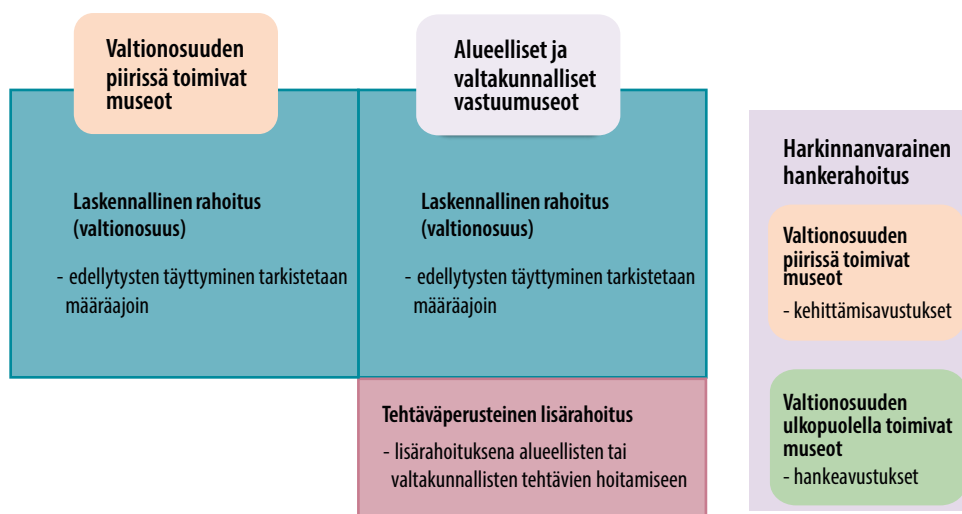 Valtionosuuden
piirissä toimivat
museot
Laskennallinen rahoitus
(valtionosuus)
- edellytysten täyttyminen tarkistetaan
määräajoin
Alueelliset ja
valtakunnalliset
vastuumuseot
Laskennallinen rahoitus
(valtionosuus)
- edellytysten täyttyminen tarkistetaan
määräajoin
Tehtäväperusteinen lisärahoitus
- lisärahoituksena alueellisten tai
valtakunnallisten tehtävien hoitamiseen
Harkinnanvarainen
hankerahoitus
Valtionosuuden
piirissä toimivat
museot
- kehittämisavustukset
Valtionosuuden
ulkopuolella toimivat
museot
- hankeavustukset